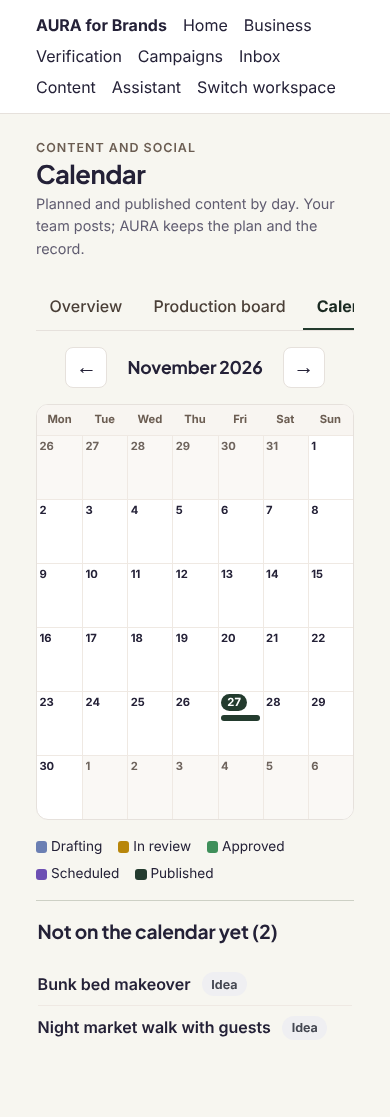 AURA for Brands Home Business
Verification Campaigns Inbox
Content Assistant Switch workspace
CONTENT AND SOCIAL
Calendar
Planned and published content by day. Your
team posts; AURA keeps the plan and the
record.
Overview Production board Caler
← November 2026 →
Mon Tue Wed Thu Fri Sat Sun
26 27 28 29 30 31 1
2 3 4 5 6 7 8
9 10 11 12 13 14 15
16 17 18 19 20 21 22
23 24 25 26 27 28 29
30 1 2 3 4 5 6
Drafting In review Approved
Scheduled Published
Not on the calendar yet (2)
Bunk bed makeover Idea
Night market walk with guests Idea